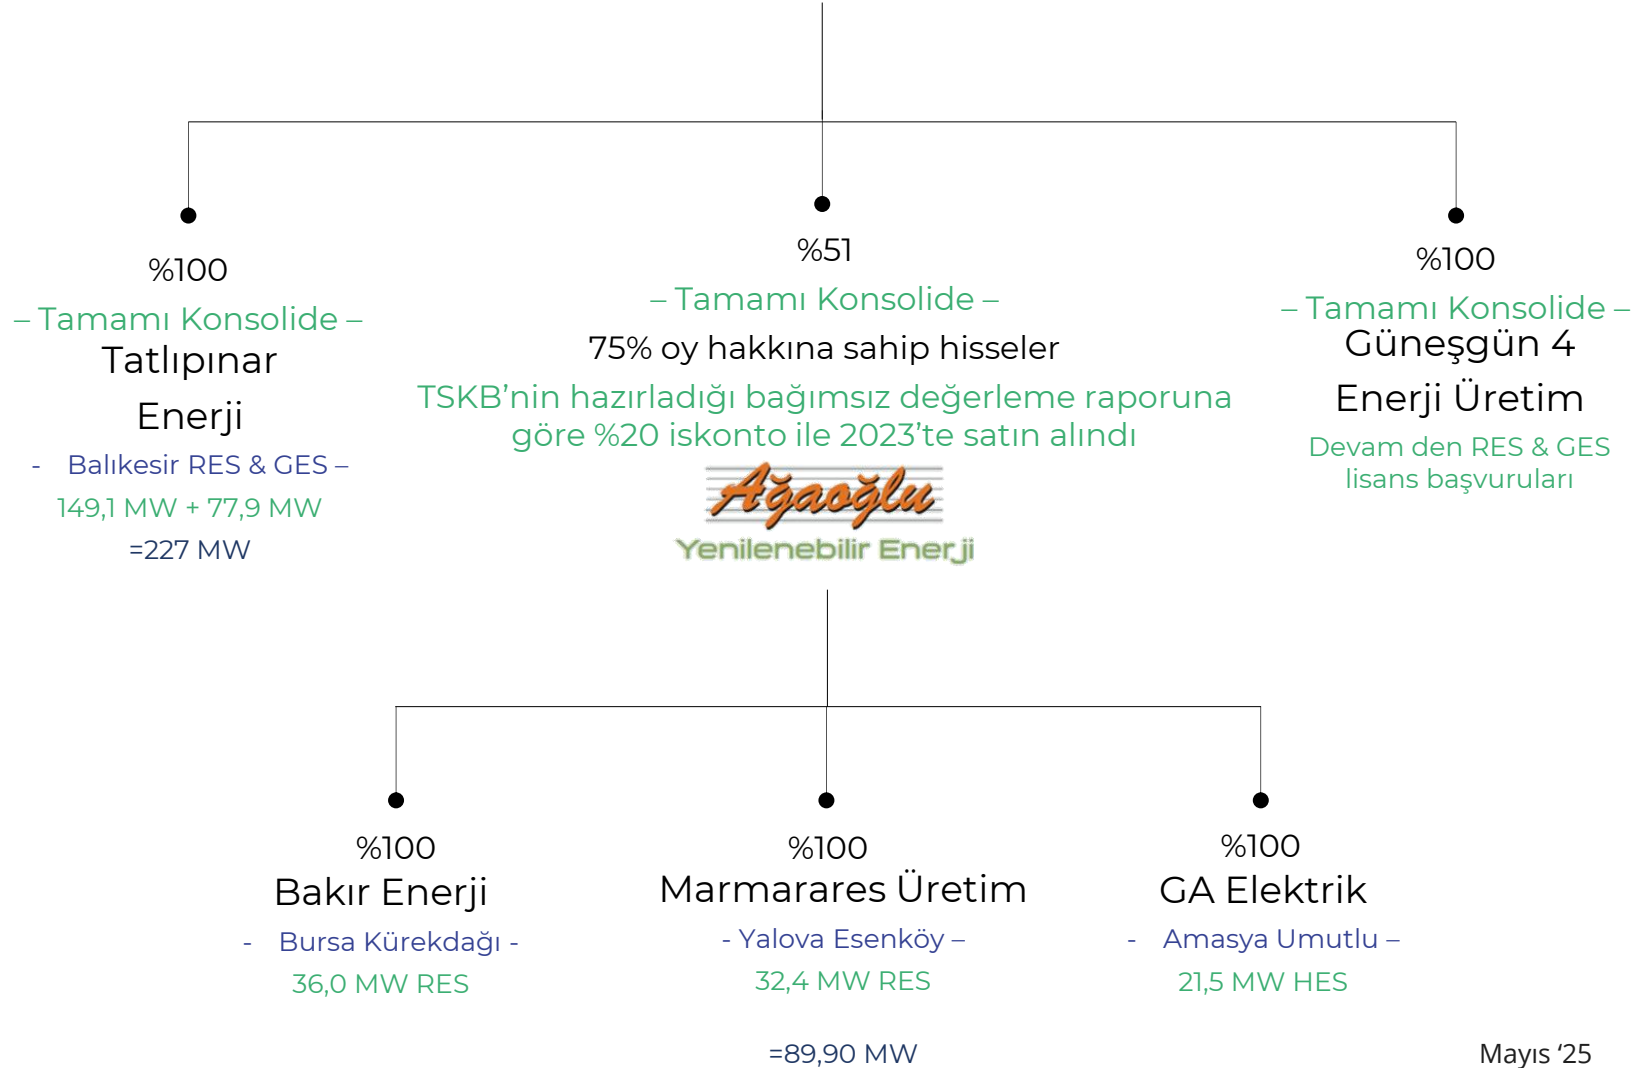 %100
– Tamamı Konsolide –
Tatlıpınar
Enerji
- Balıkesir RES & GES –
149,1 MW + 77,9 MW
=227 MW
%51
– Tamamı Konsolide –
75% oy hakkına sahip hisseler
TSKB’nin hazırladığı bağımsız değerleme raporuna
göre %20 iskonto ile 2023’te satın alındı
Ağaoğlu
Yenilenebilir Enerji
%100
– Tamamı Konsolide –
Güneşgün 4
Enerji Üretim
Devam den RES & GES
lisans başvuruları
%100
Bakır Enerji
- Bursa Kürekdağı -
36,0 MW RES
%100
Marmarares Üretim
- Yalova Esenköy –
32,4 MW RES
%100
GA Elektrik
- Amasya Umutlu –
21,5 MW HES
=89,90 MW
Mayıs ‘25